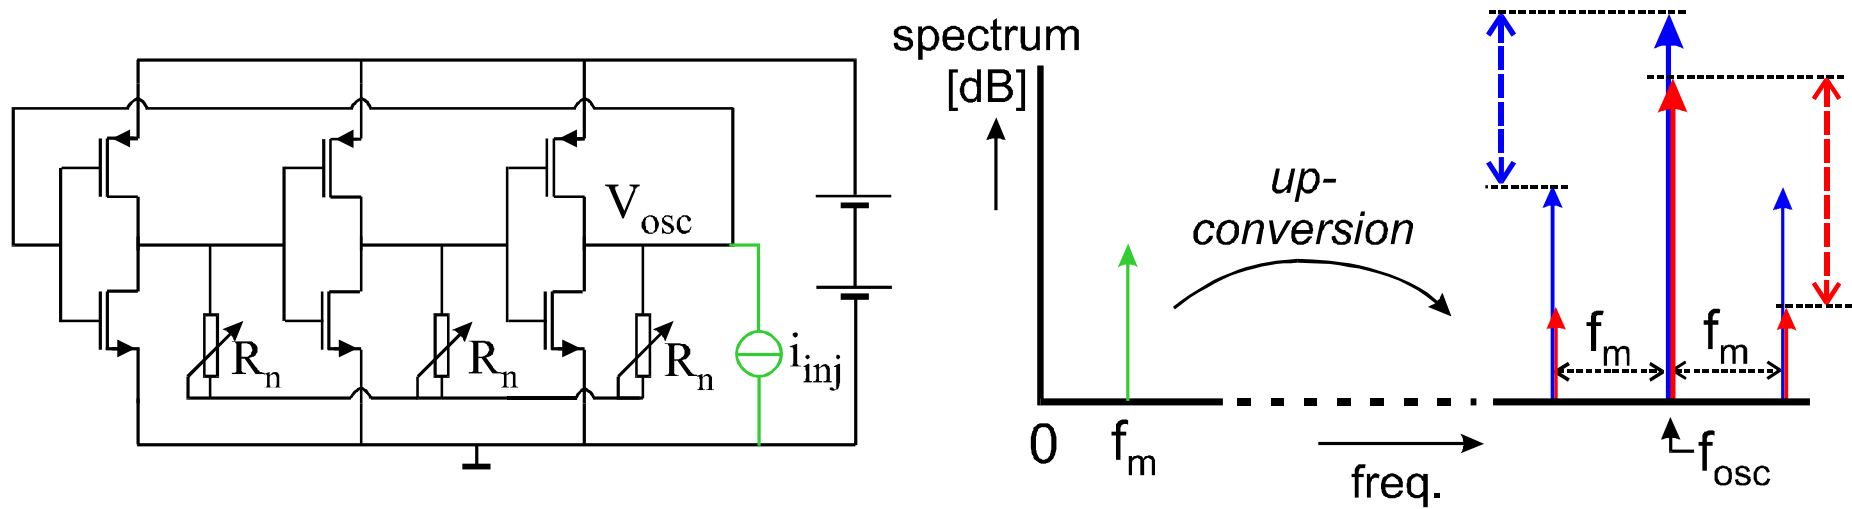 V_osc
R_n
R_n
R_n
i_inj
spectrum
[dB]
up-
conversion
f_m
f_m
0
f_m
freq.
f_osc